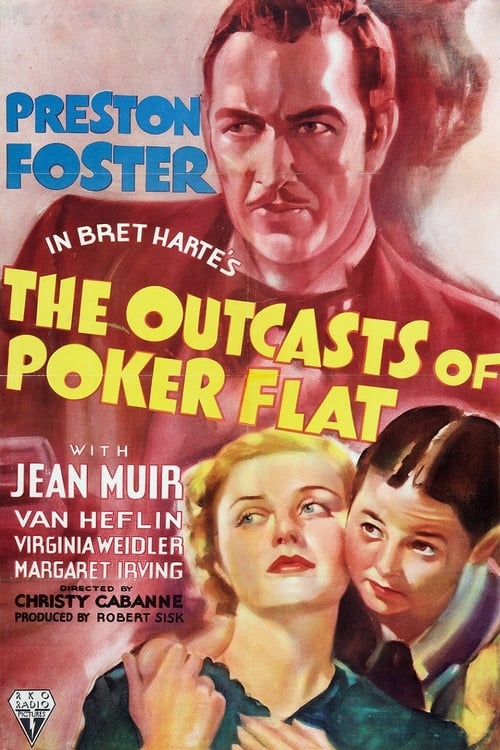 PRESTON
FOSTER
IN BRET HARTE'S
THE OUTCASTS OF
POKER FLAT
WITH
JEAN MUIR
VAN HEFLIN
VIRGINIA WEIDLER
MARGARET IRVING
DIRECTED BY
CHRISTY CABANNE
PRODUCED BY ROBERT SISK
RKO
RADIO
PICTURES